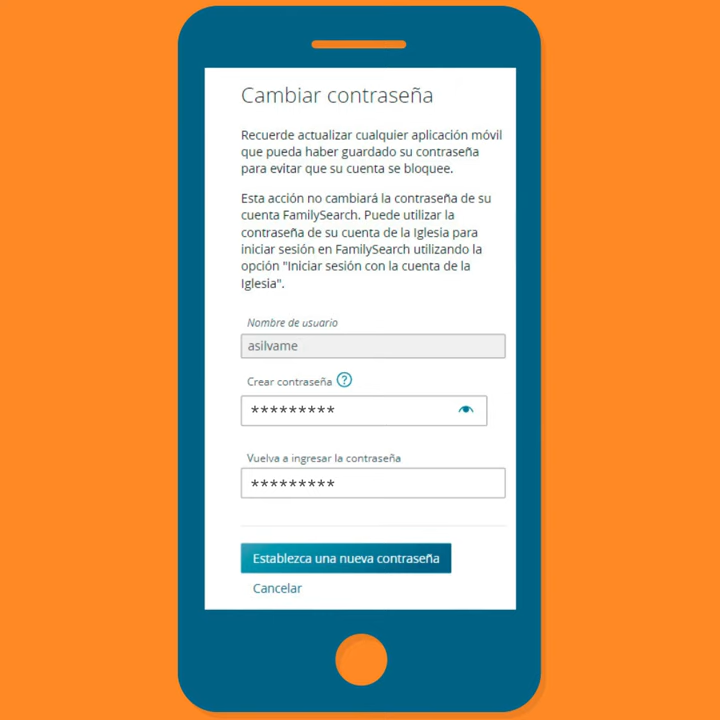 Cambiar contraseña
Recuerde actualizar cualquier aplicación móvil
que pueda haber guardado su contraseña
para evitar que su cuenta se bloquee.
Esta acción no cambiará la contraseña de su
cuenta FamilySearch. Puede utilizar la
contraseña de su cuenta de la Iglesia para
iniciar sesión en FamilySearch utilizando la
opción "Iniciar sesión con la cuenta de la
Iglesia".
Nombre de usuario
asilvame
Crear contraseña ?
*********
Vuelva a ingresar la contraseña
*********
Establezca una nueva contraseña
Cancelar